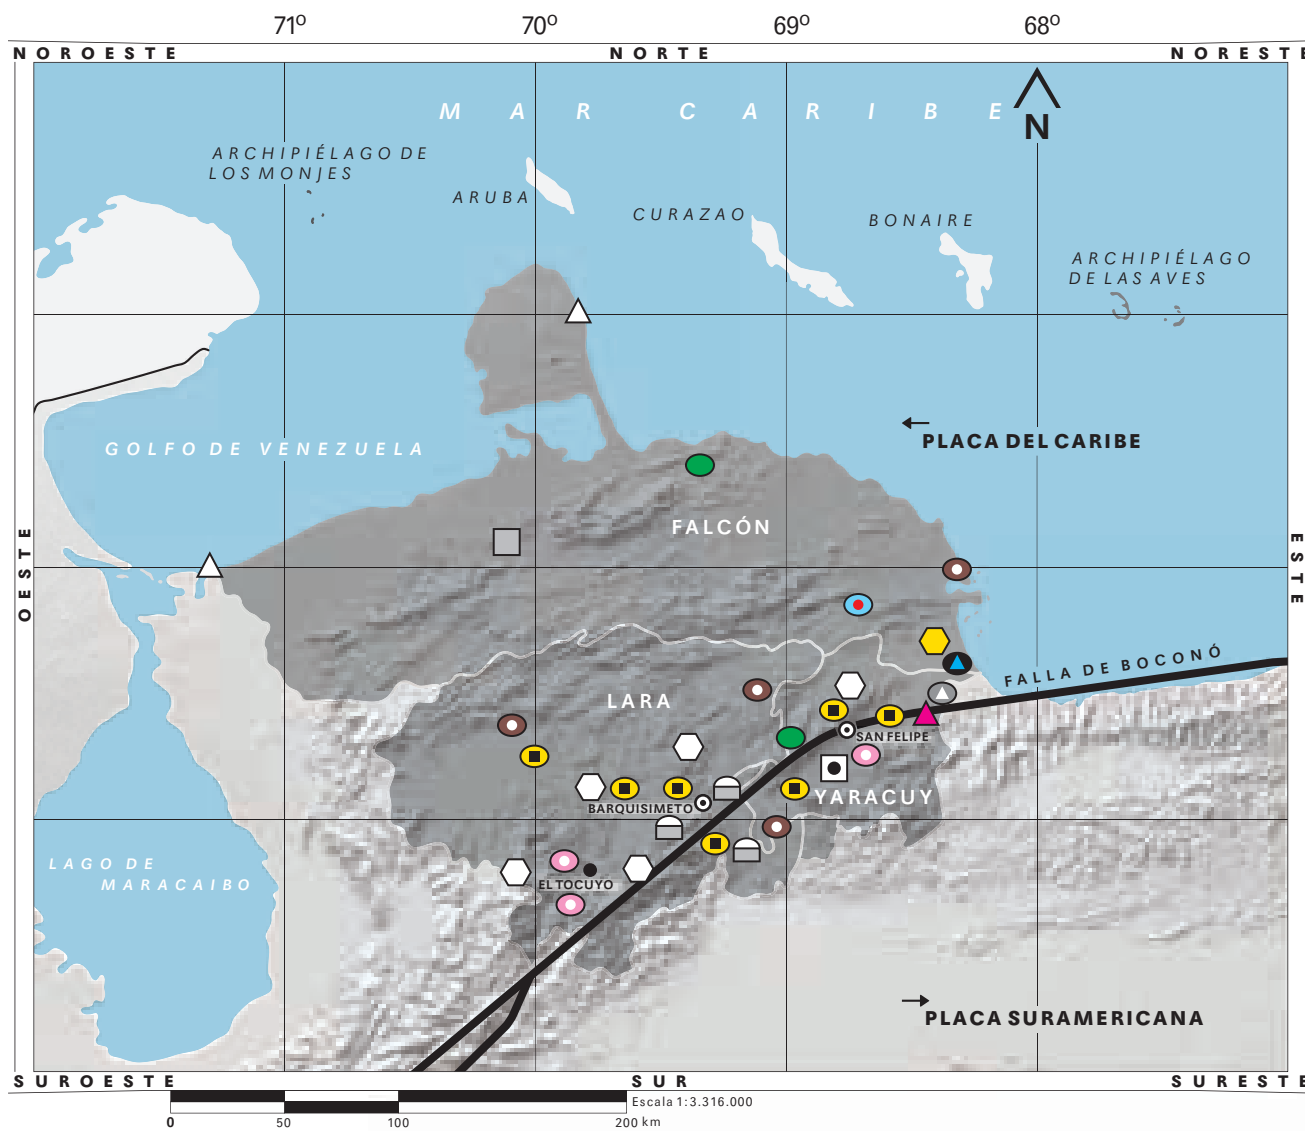 71º 70º 69º 68º
NOROESTE NORTE NORESTE
MAR CARIBE
N
ARCHIPIÉLAGO DE
LOS MONJES
ARUBA
CURAZAO
BONAIRE
ARCHIPIÉLAGO
DE LAS AVES
GOLFO DE VENEZUELA
PLACA DEL CARIBE
FALCÓN
OESTE
ESTE
FALLA DE BOCONÓ
LARA
SAN FELIPE
YARACUY
BARQUISIMETO
LAGO DE
MARACAIBO
EL TOCUYO
PLACA SURAMERICANA
SUROESTE SUR SURESTE
Escala 1:3.316.000
0 50 100 200 km